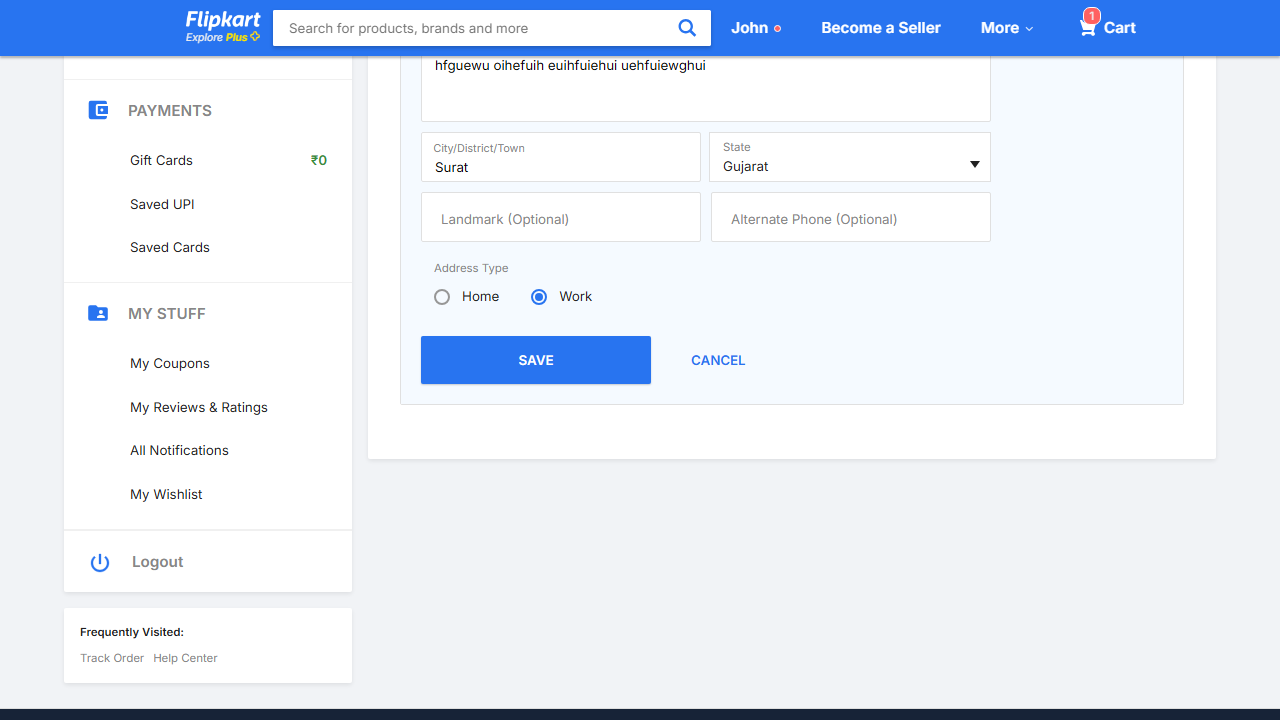 Flipkart
Explore Plus
Search for products, brands and more
John
Become a Seller
More
1
Cart
PAYMENTS
Gift Cards
₹0
Saved UPI
Saved Cards
MY STUFF
My Coupons
My Reviews & Ratings
All Notifications
My Wishlist
Logout
Frequently Visited:
Track Order Help Center
hfguewu oihefuih euihfuiehui uehfuiewghui
City/District/Town
Surat
State
Gujarat
Landmark (Optional)
Alternate Phone (Optional)
Address Type
Home
Work
SAVE
CANCEL